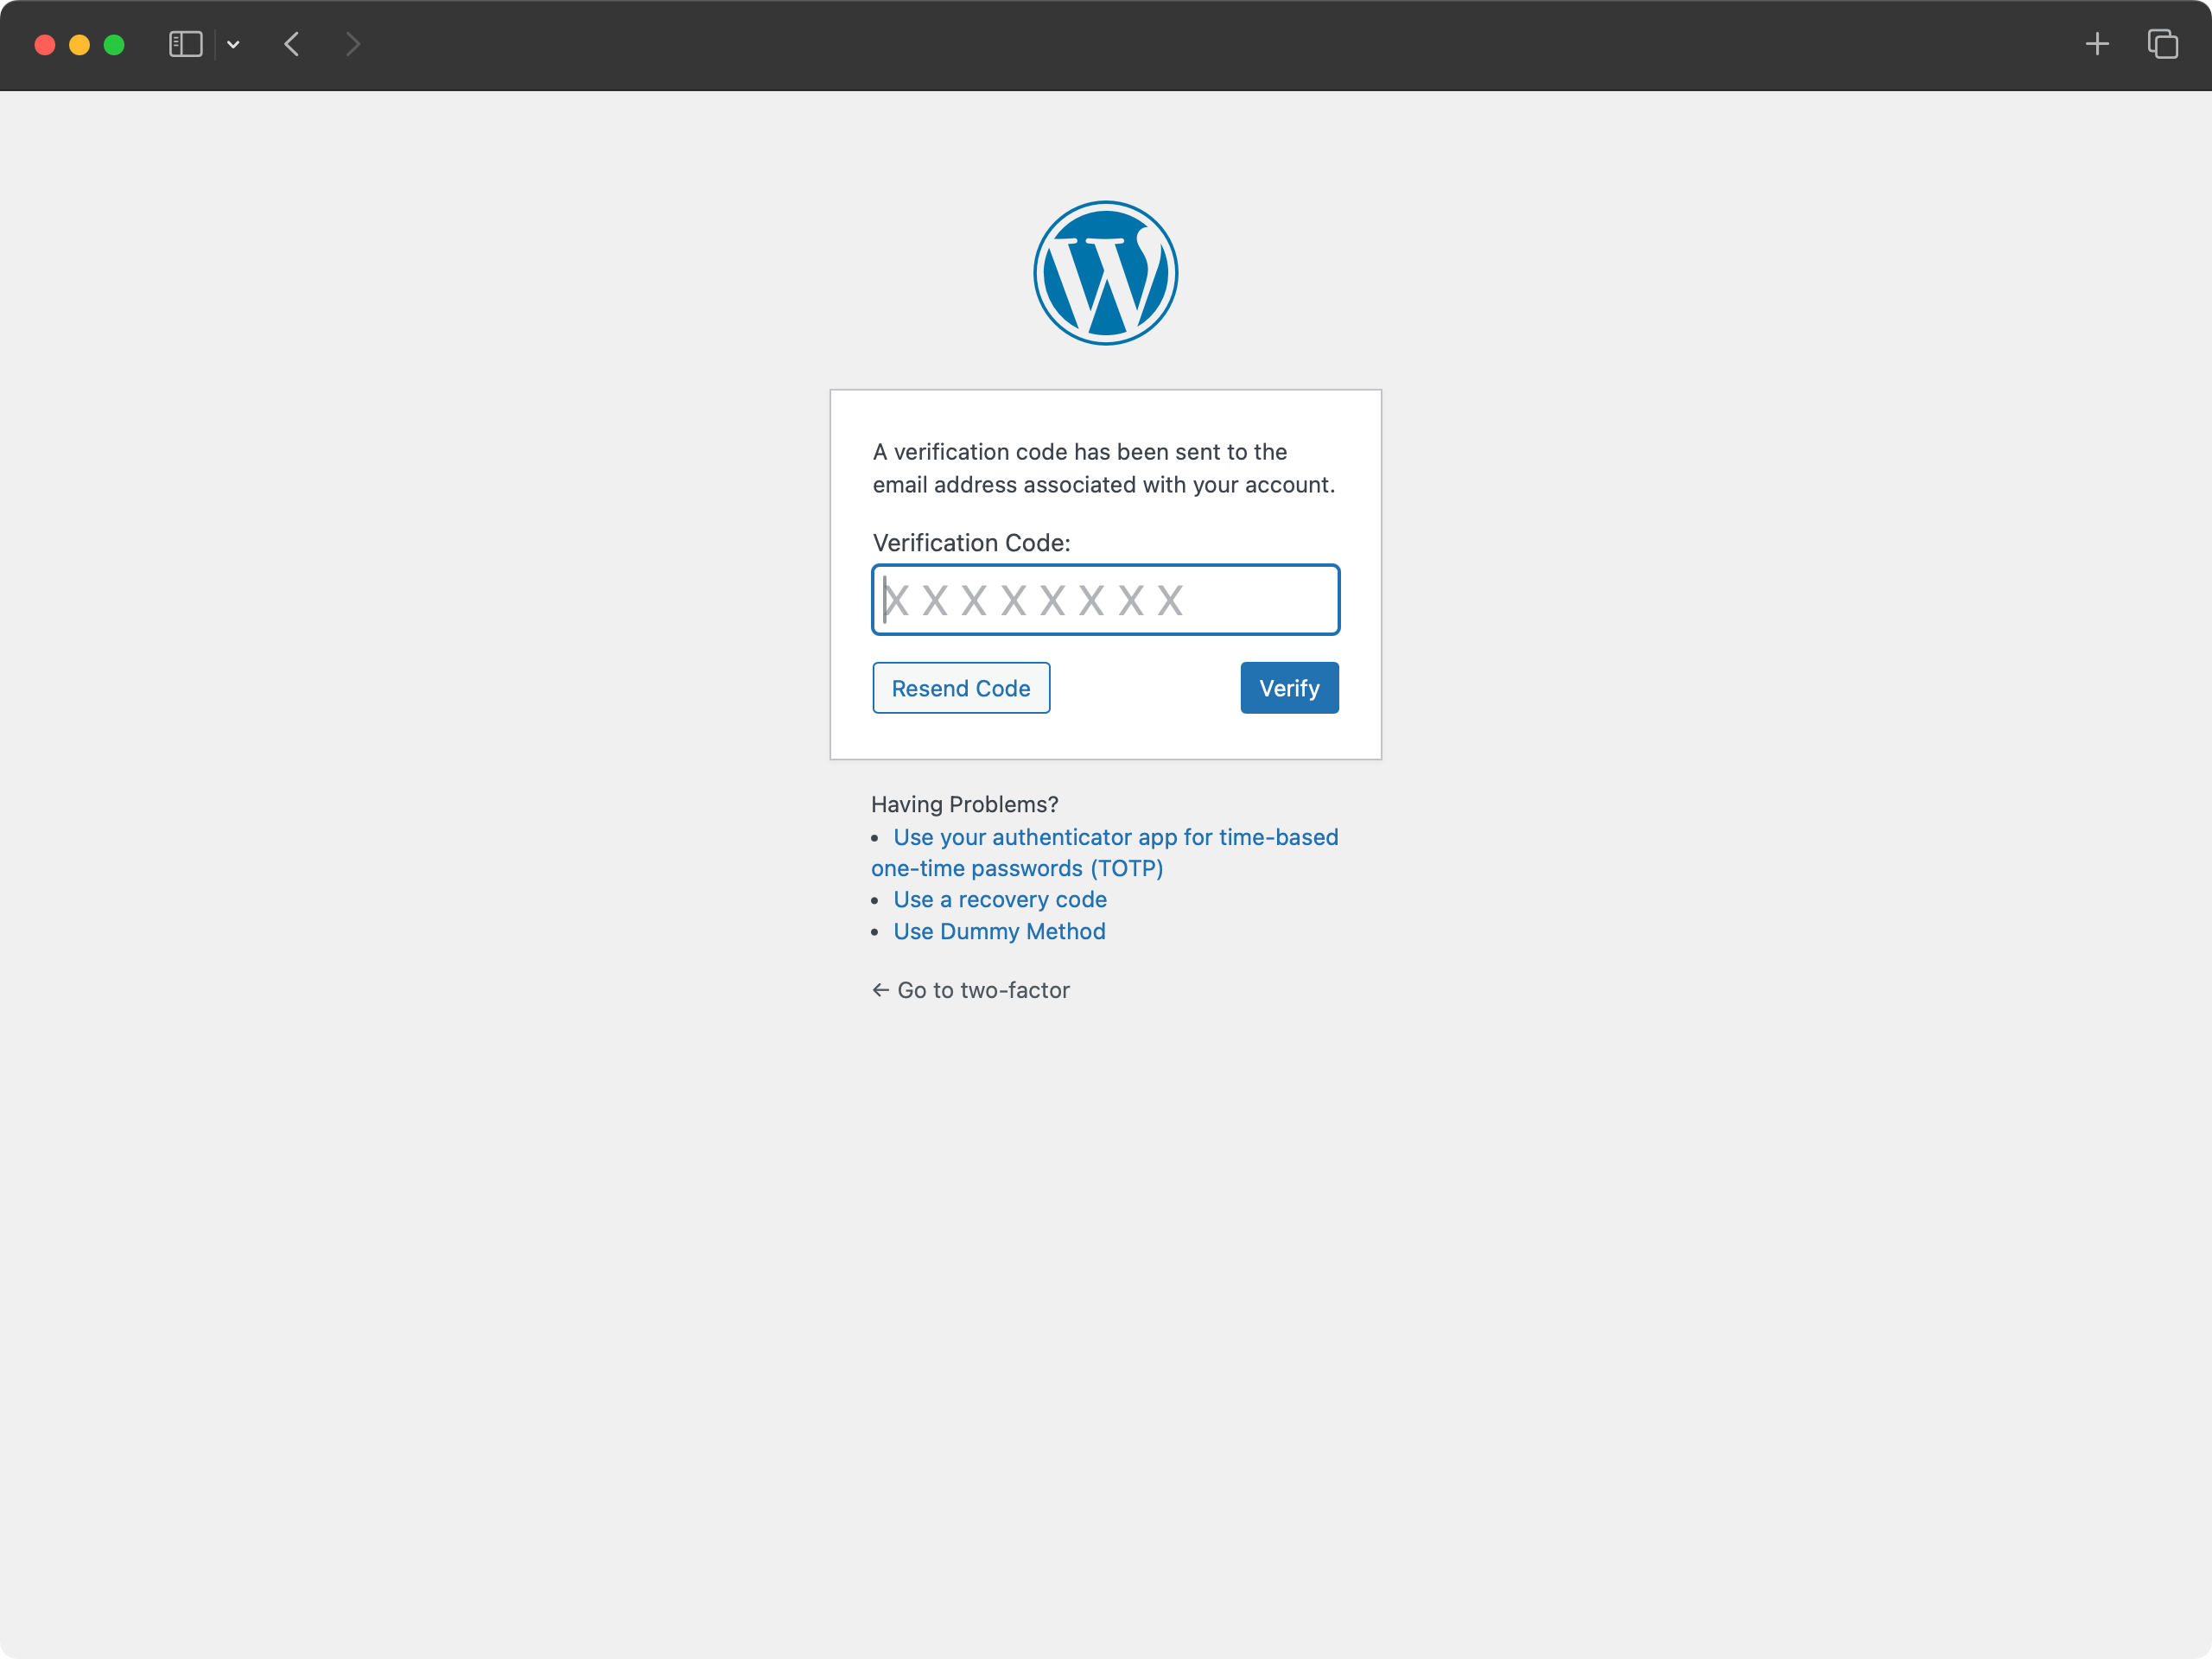 A verification code has been sent to the
email address associated with your account.
Verification Code:
X X X X X X X X
Resend Code
Verify
Having Problems?
• Use your authenticator app for time-based
one-time passwords (TOTP)
• Use a recovery code
• Use Dummy Method
← Go to two-factor